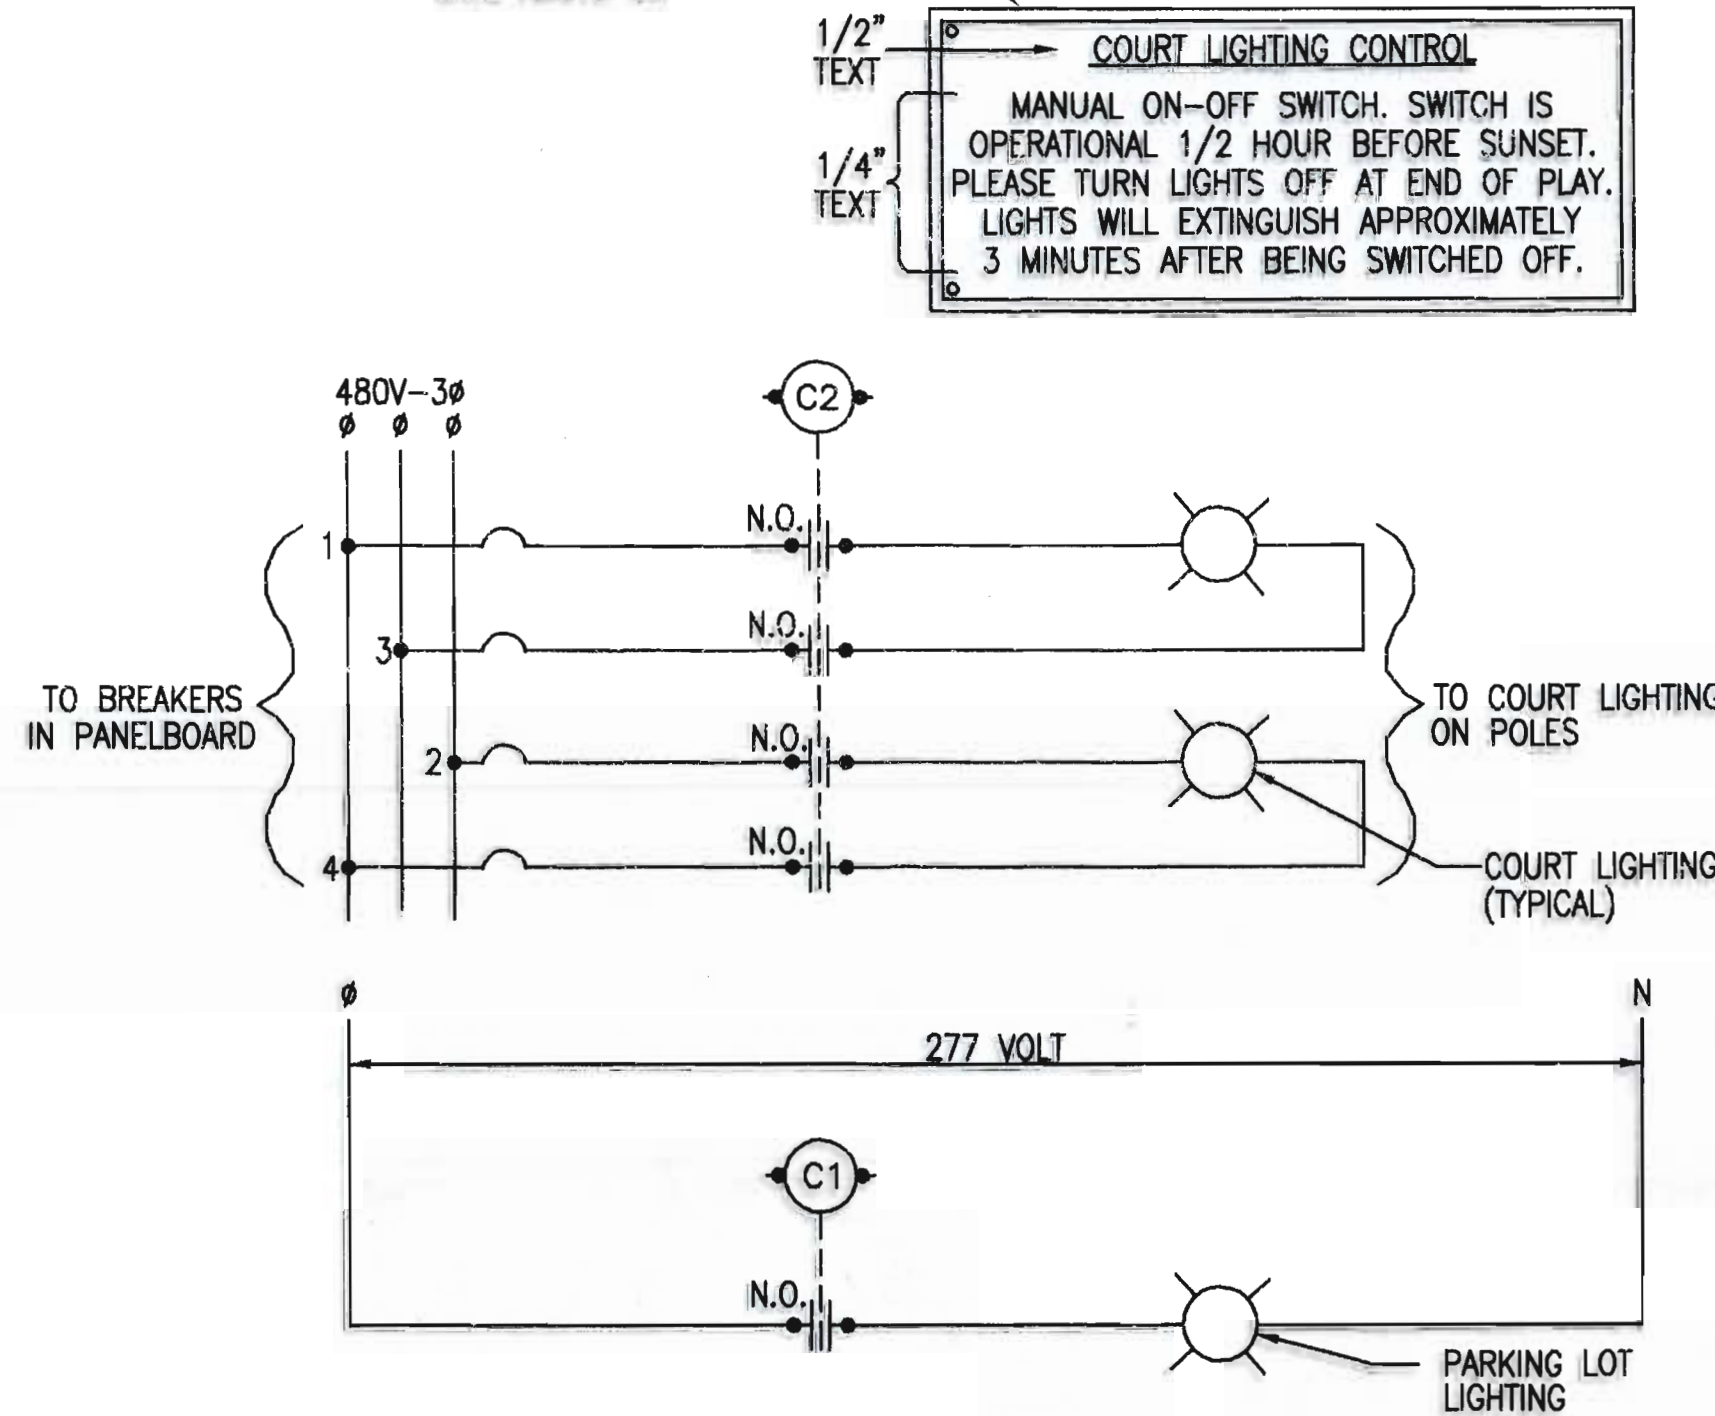 1/2"
TEXT
COURT LIGHTING CONTROL
MANUAL ON-OFF SWITCH. SWITCH IS
OPERATIONAL 1/2 HOUR BEFORE SUNSET.
PLEASE TURN LIGHTS OFF AT END OF PLAY.
LIGHTS WILL EXTINGUISH APPROXIMATELY
3 MINUTES AFTER BEING SWITCHED OFF.
1/4"
TEXT
480V-3ø
ø ø ø
C2
N.O.
1
N.O.
3
TO BREAKERS
IN PANELBOARD
N.O.
2
TO COURT LIGHTING
ON POLES
N.O.
4
COURT LIGHTING
(TYPICAL)
ø
N
277 VOLT
C1
N.O.
PARKING LOT
LIGHTING